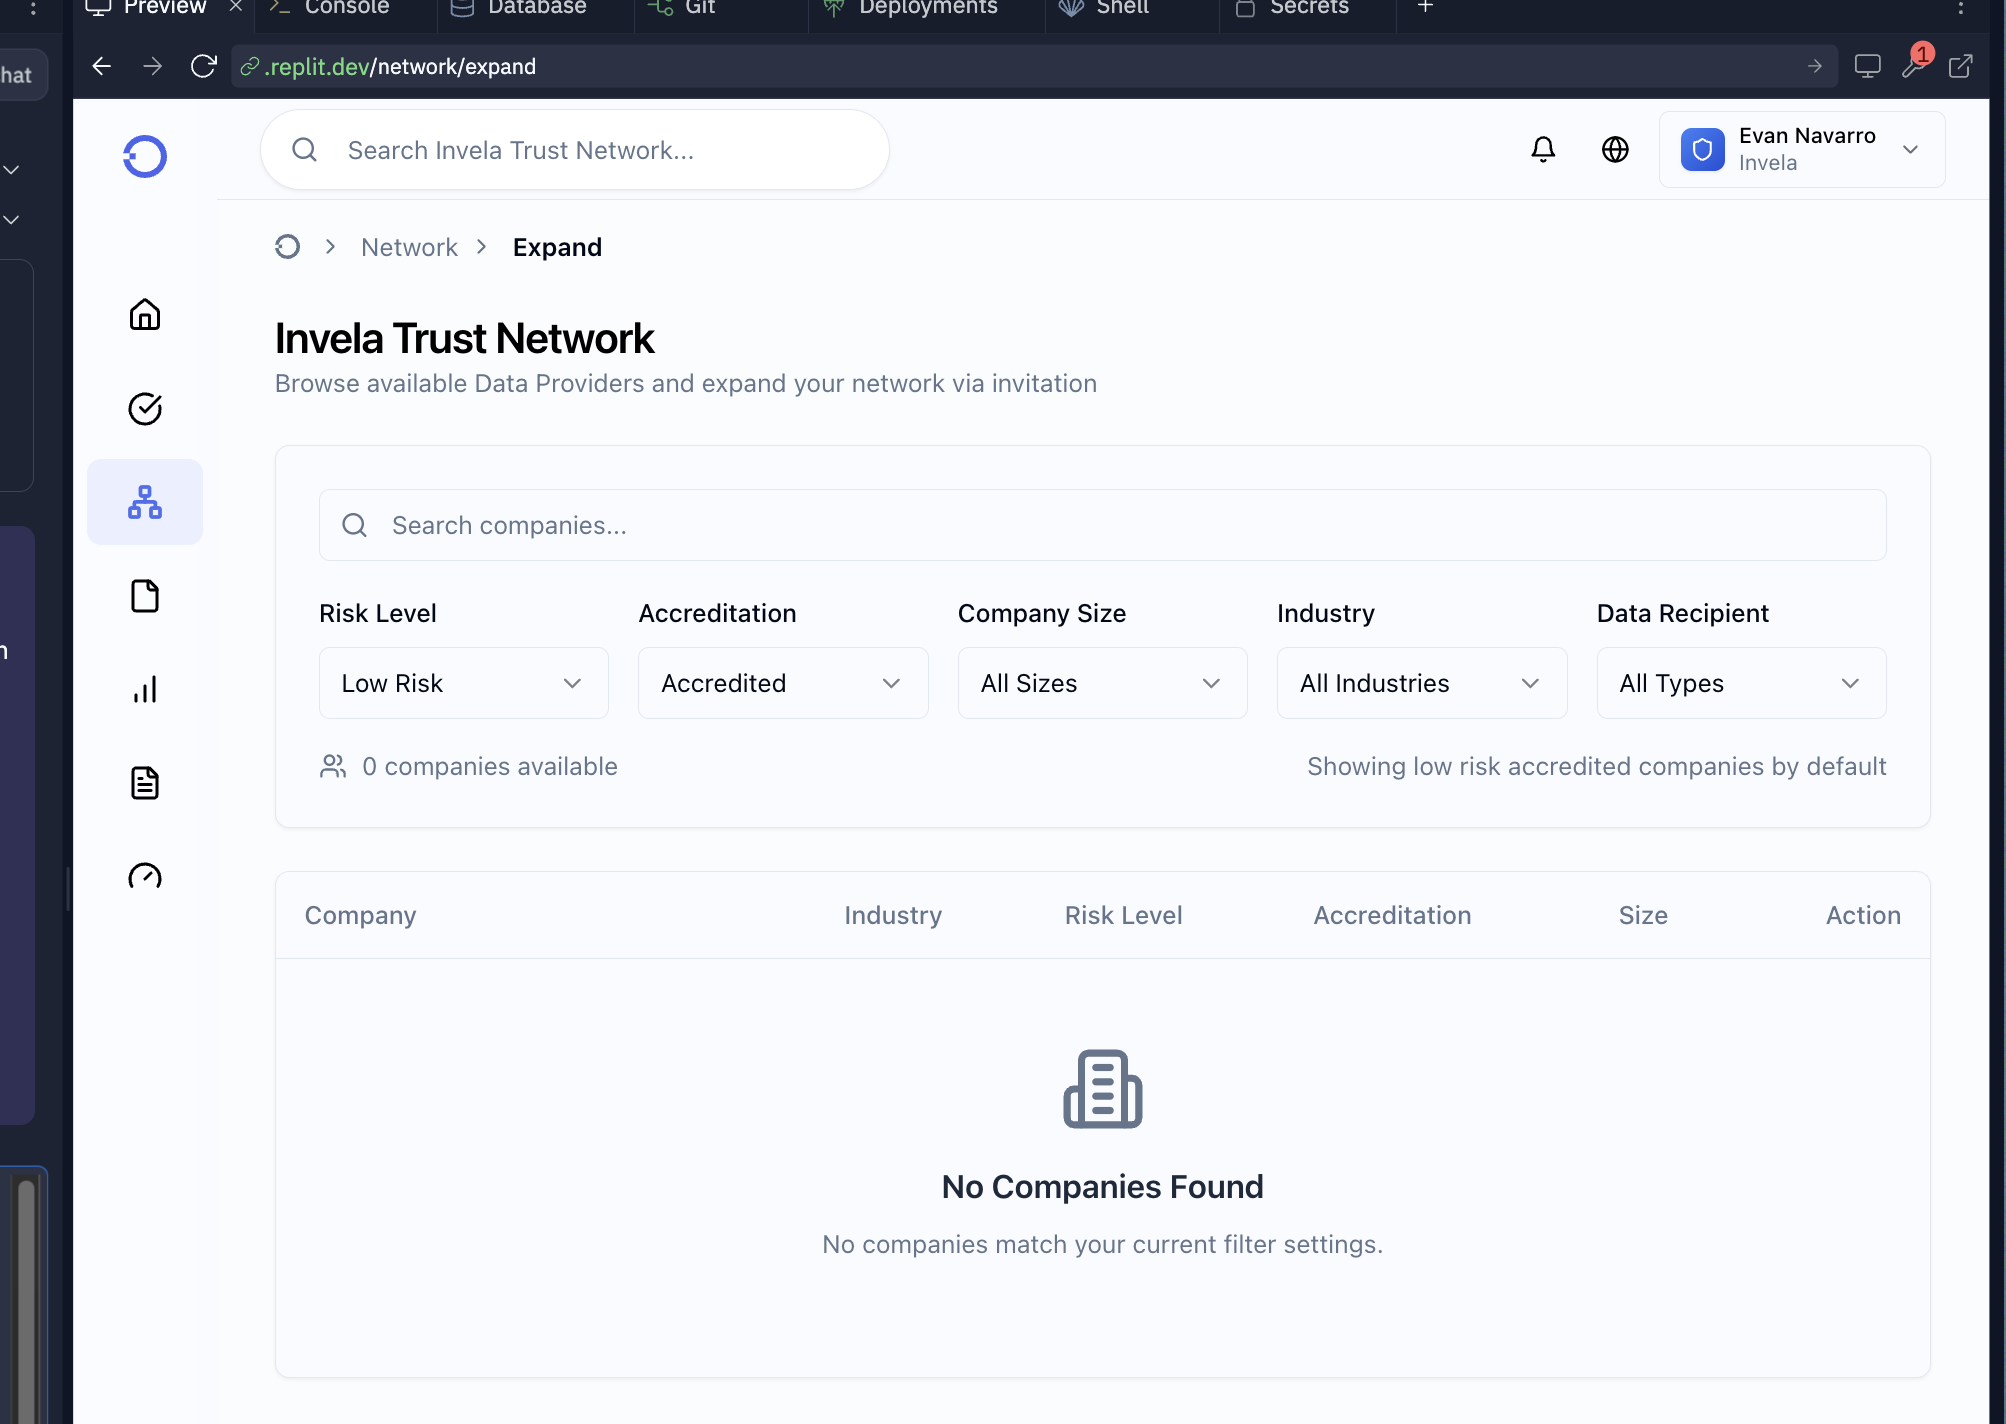 Preview
Console
Database
Git
Deployments
Shell
Secrets
hat
.replit.dev/network/expand
1
Search Invela Trust Network...
Evan Navarro
Invela
Network
Expand
Invela Trust Network
Browse available Data Providers and expand your network via invitation
Search companies...
Risk Level
Accreditation
Company Size
Industry
Data Recipient
Low Risk
Accredited
All Sizes
All Industries
All Types
0 companies available
Showing low risk accredited companies by default
Company
Industry
Risk Level
Accreditation
Size
Action
No Companies Found
No companies match your current filter settings.